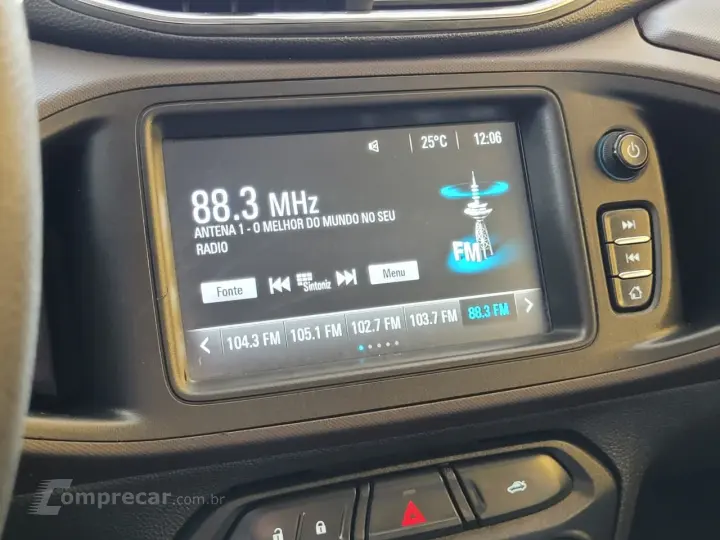 25°C 12:06
88.3 MHz
ANTENA 1 - O MELHOR DO MUNDO NO SEU
RADIO
FM
Fonte Sintoniz Menu
104.3 FM 105.1 FM 102.7 FM 103.7 FM 88.3 FM
Comprecar.com.br